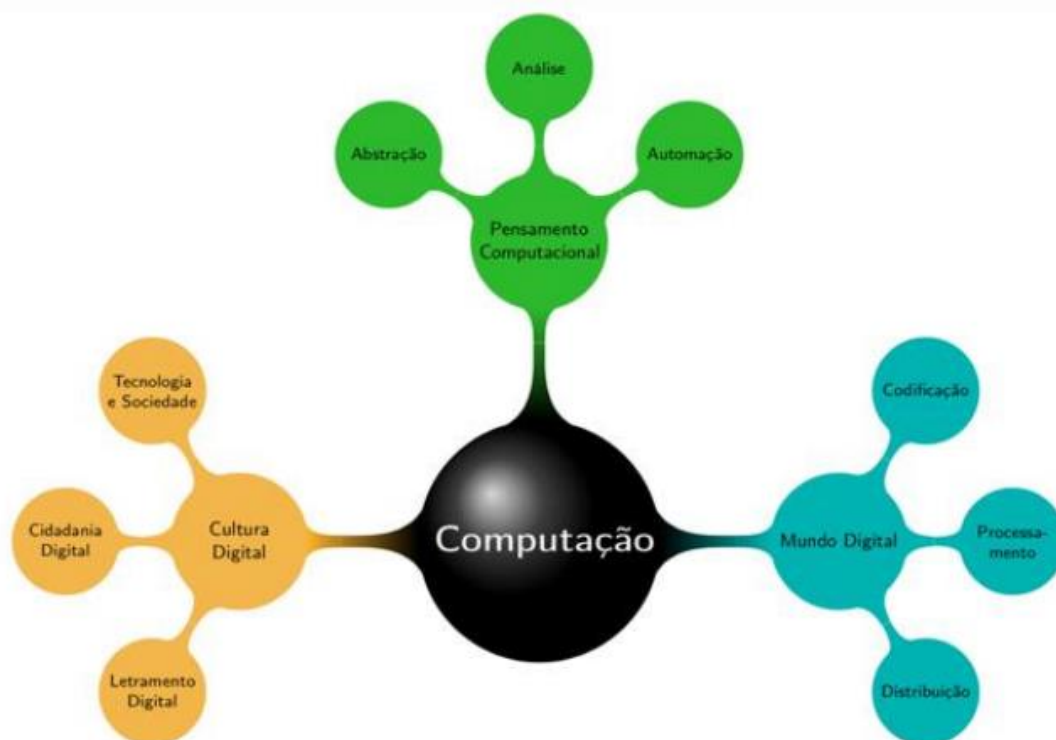 Análise
Abstração
Automação
Pensamento
Computacional
Tecnologia
e Sociedade
Codificação
Cidadania
Digital
Cultura
Digital
Computação
Mundo Digital
Processa-
mento
Letramento
Digital
Distribuição